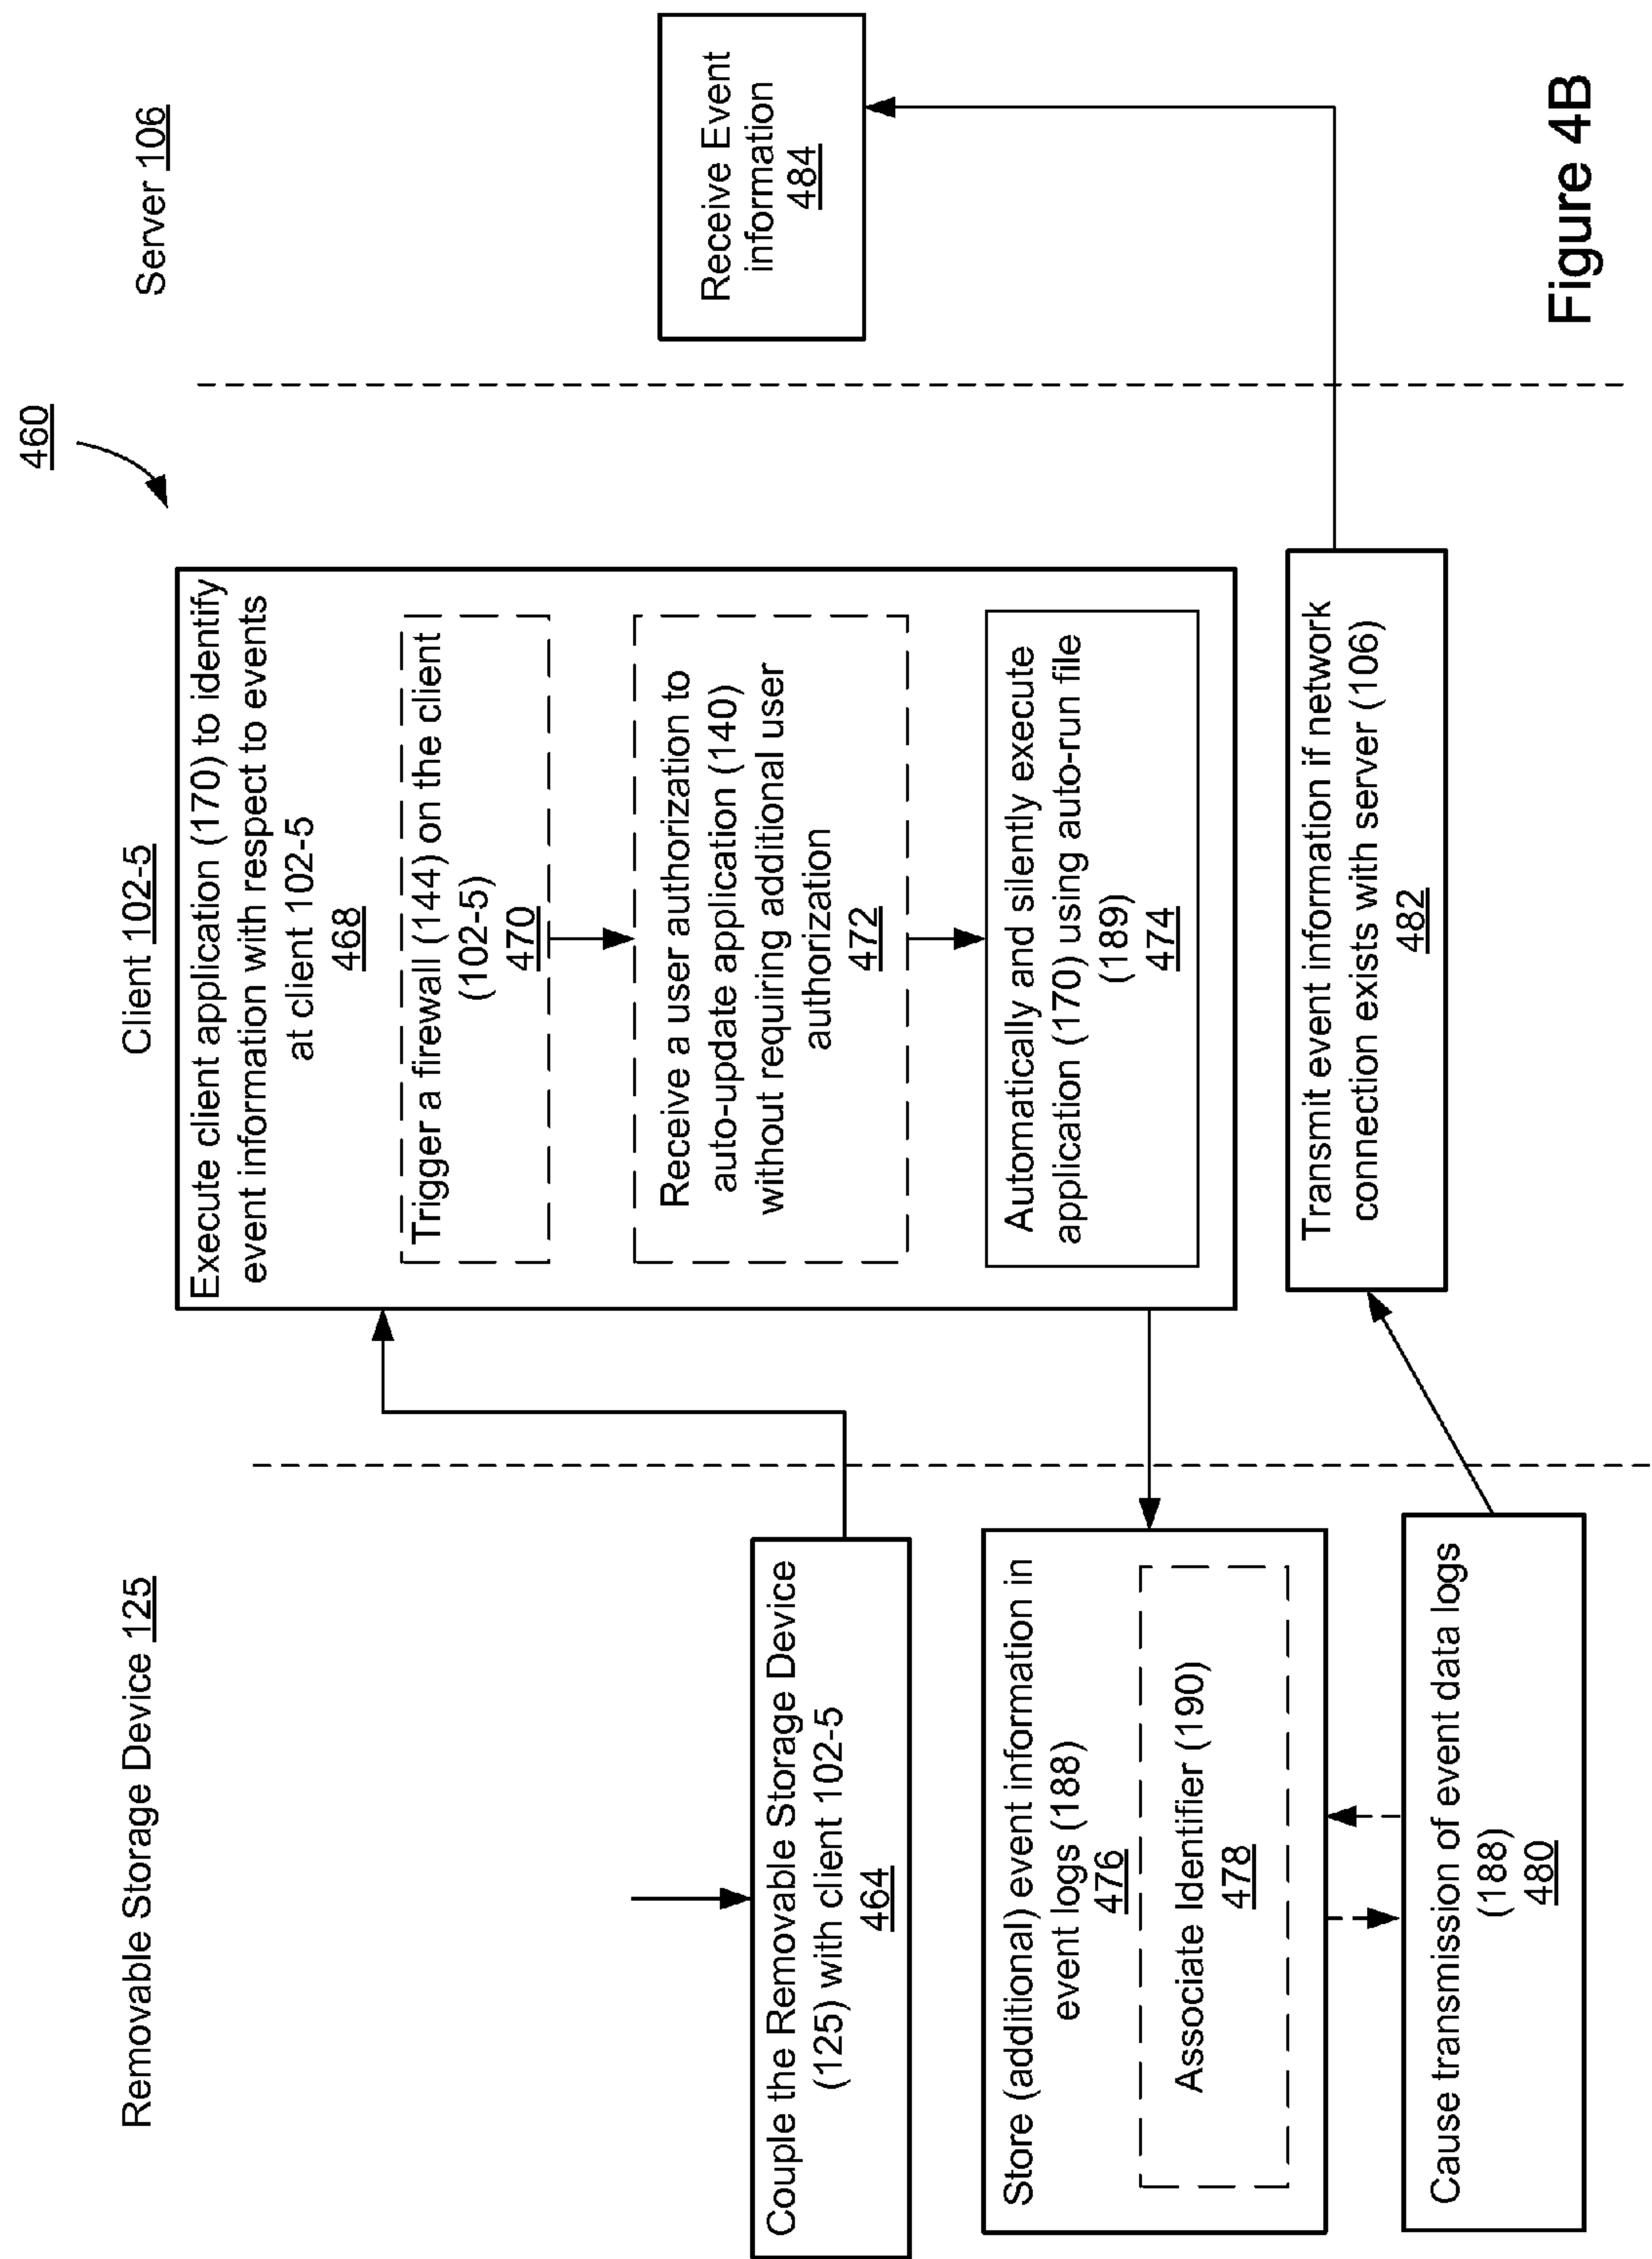 460
Removable Storage Device 125
Client 102-5
Server 106
Couple the Removable Storage Device
(125) with client 102-5
464
Execute client application (170) to identify
event information with respect to events
at client 102-5
468
Trigger a firewall (144) on the client
(102-5)
470
Receive a user authorization to
auto-update application (140)
without requiring additional user
authorization
472
Automatically and silently execute
application (170) using auto-run file
(189)
474
Store (additional) event information in
event logs (188)
476
Associate Identifier (190)
478
Cause transmission of event data logs
(188)
480
Transmit event information if network
connection exists with server (106)
482
Receive Event
information
484
Figure 4B